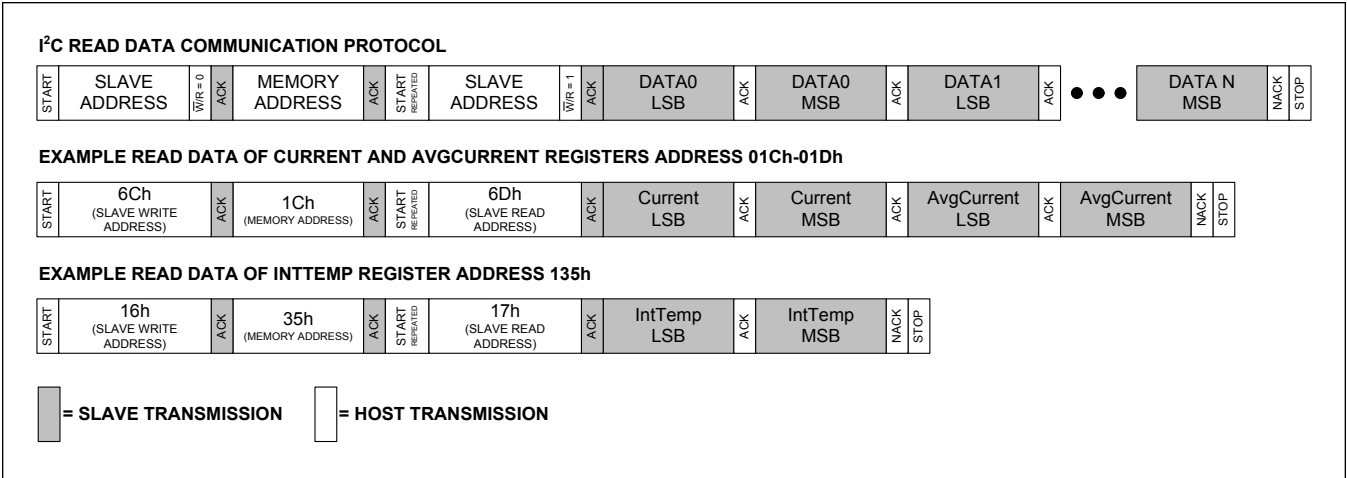 I²C READ DATA COMMUNICATION PROTOCOL
START SLAVE ADDRESS W̅/R = 0 ACK MEMORY ADDRESS ACK START REPEATED SLAVE ADDRESS W̅/R = 1 ACK DATA0 LSB ACK DATA0 MSB ACK DATA1 LSB ACK ●●● DATA N MSB NACK STOP
EXAMPLE READ DATA OF CURRENT AND AVGCURRENT REGISTERS ADDRESS 01Ch-01Dh
START 6Ch (SLAVE WRITE ADDRESS) ACK 1Ch (MEMORY ADDRESS) ACK START REPEATED 6Dh (SLAVE READ ADDRESS) ACK Current LSB ACK Current MSB ACK AvgCurrent LSB ACK AvgCurrent MSB NACK STOP
EXAMPLE READ DATA OF INTTEMP REGISTER ADDRESS 135h
START 16h (SLAVE WRITE ADDRESS) ACK 35h (MEMORY ADDRESS) ACK START REPEATED 17h (SLAVE READ ADDRESS) ACK IntTemp LSB ACK IntTemp MSB NACK STOP
= SLAVE TRANSMISSION = HOST TRANSMISSION